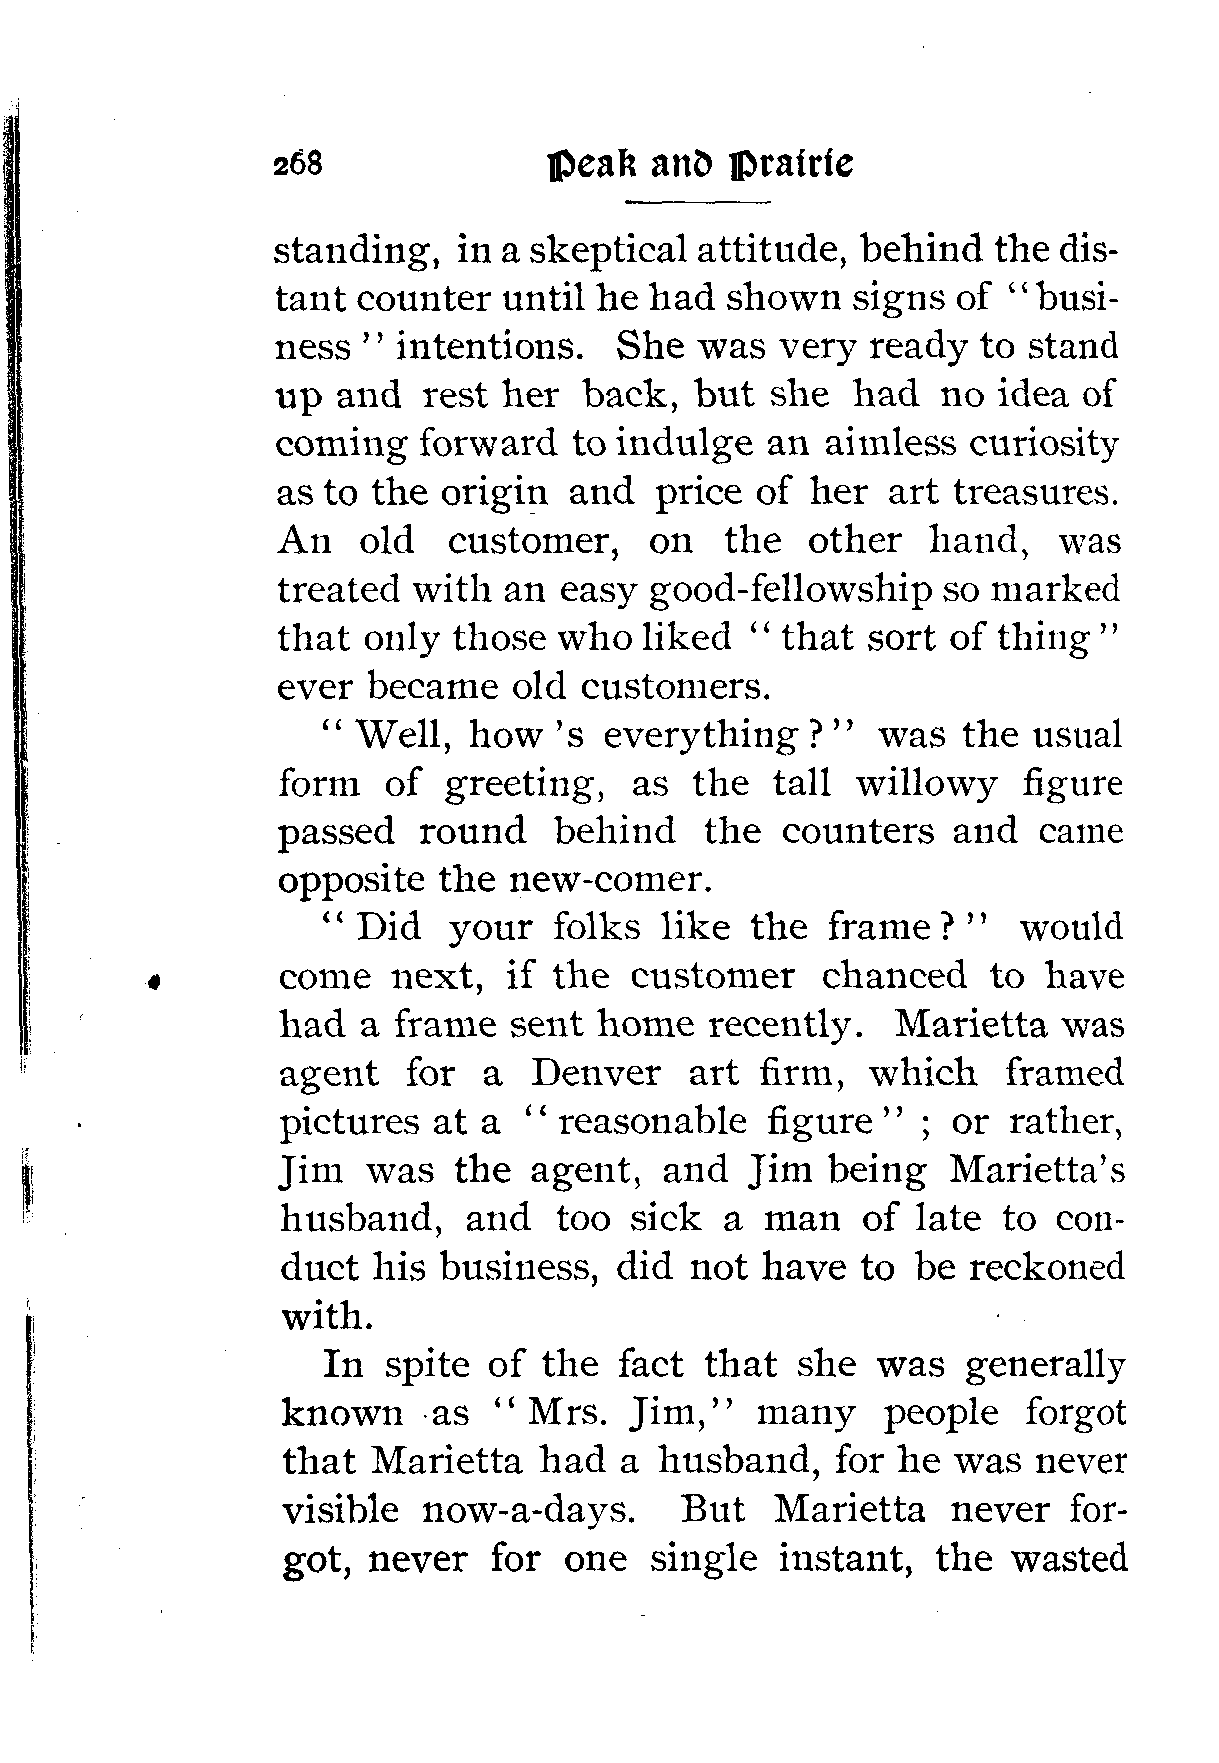 268 Peak and Prairie
standing, in a skeptical attitude, behind the dis-
tant counter until he had shown signs of "busi-
ness" intentions. She was very ready to stand
up and rest her back, but she had no idea of
coming forward to indulge an aimless curiosity
as to the origin and price of her art treasures.
An old customer, on the other hand, was
treated with an easy good-fellowship so marked
that only those who liked "that sort of thing"
ever became old customers.
"Well, how 's everything?" was the usual
form of greeting, as the tall willowy figure
passed round behind the counters and came
opposite the new-comer.
"Did your folks like the frame?" would
come next, if the customer chanced to have
had a frame sent home recently. Marietta was
agent for a Denver art firm, which framed
pictures at a "reasonable figure"; or rather,
Jim was the agent, and Jim being Marietta's
husband, and too sick a man of late to con-
duct his business, did not have to be reckoned
with.
In spite of the fact that she was generally
known as "Mrs. Jim," many people forgot
that Marietta had a husband, for he was never
visible now-a-days. But Marietta never for-
got, never for one single instant, the wasted